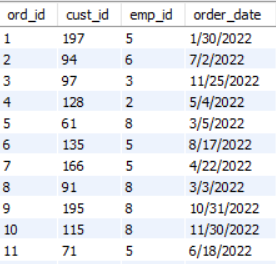 ord_id cust_id emp_id order_date
1 197 5 1/30/2022
2 94 6 7/2/2022
3 97 3 11/25/2022
4 128 2 5/4/2022
5 61 8 3/5/2022
6 135 5 8/17/2022
7 166 5 4/22/2022
8 91 8 3/3/2022
9 195 8 10/31/2022
10 115 8 11/30/2022
11 71 5 6/18/2022